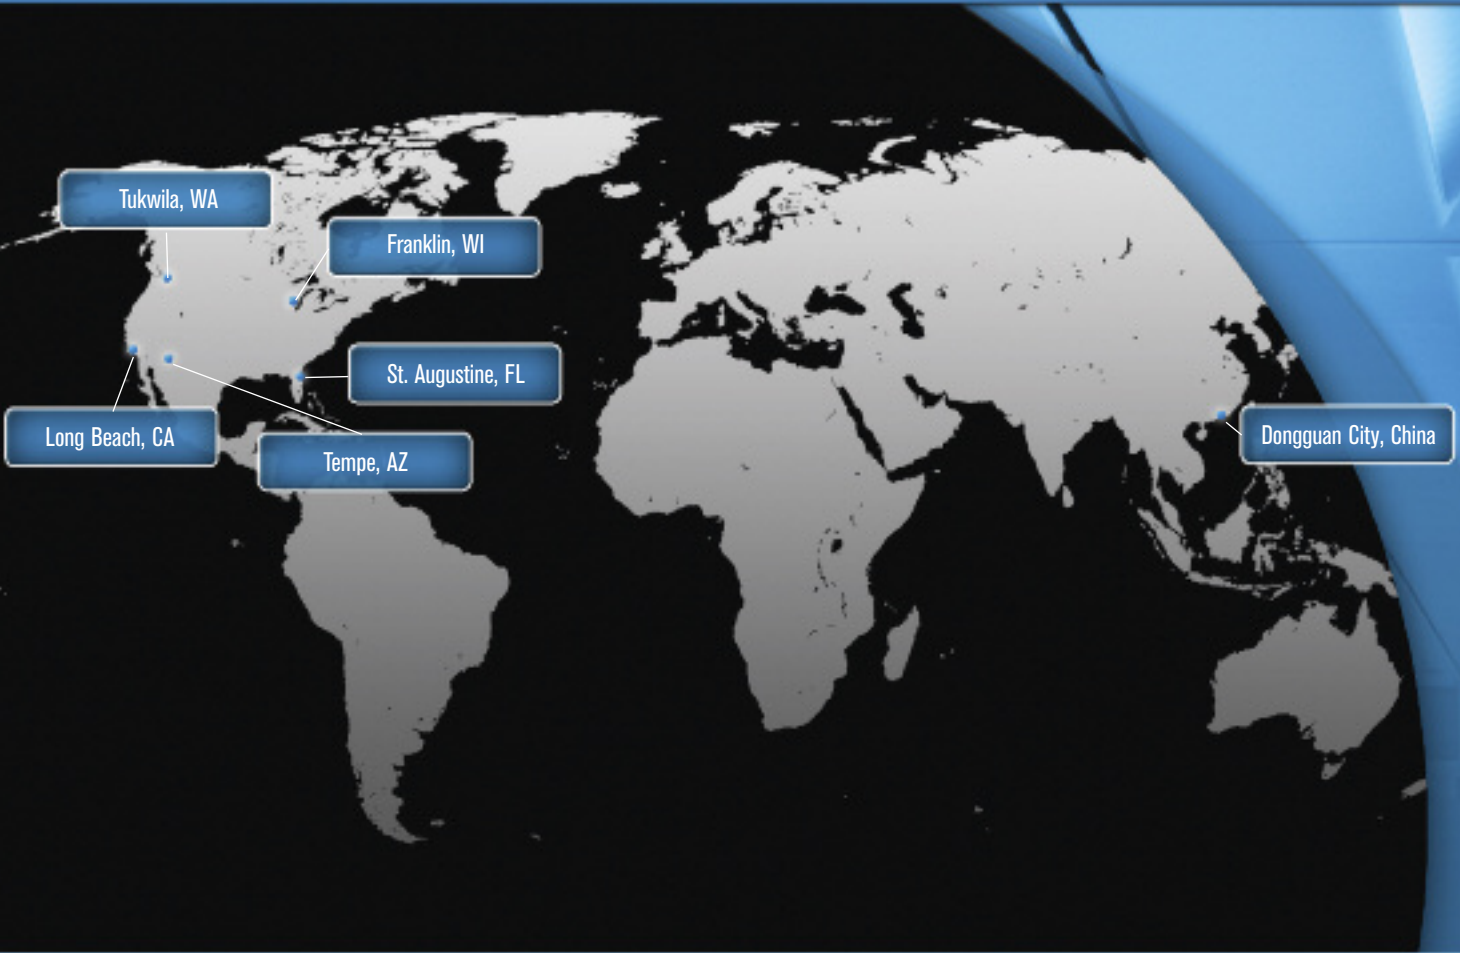 Tukwila, WA
Franklin, WI
St. Augustine, FL
Long Beach, CA
Tempe, AZ
Dongguan City, China